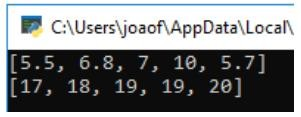 C:\Users\joaof\AppData\Local\
[5.5, 6.8, 7, 10, 5.7]
[17, 18, 19, 19, 20]